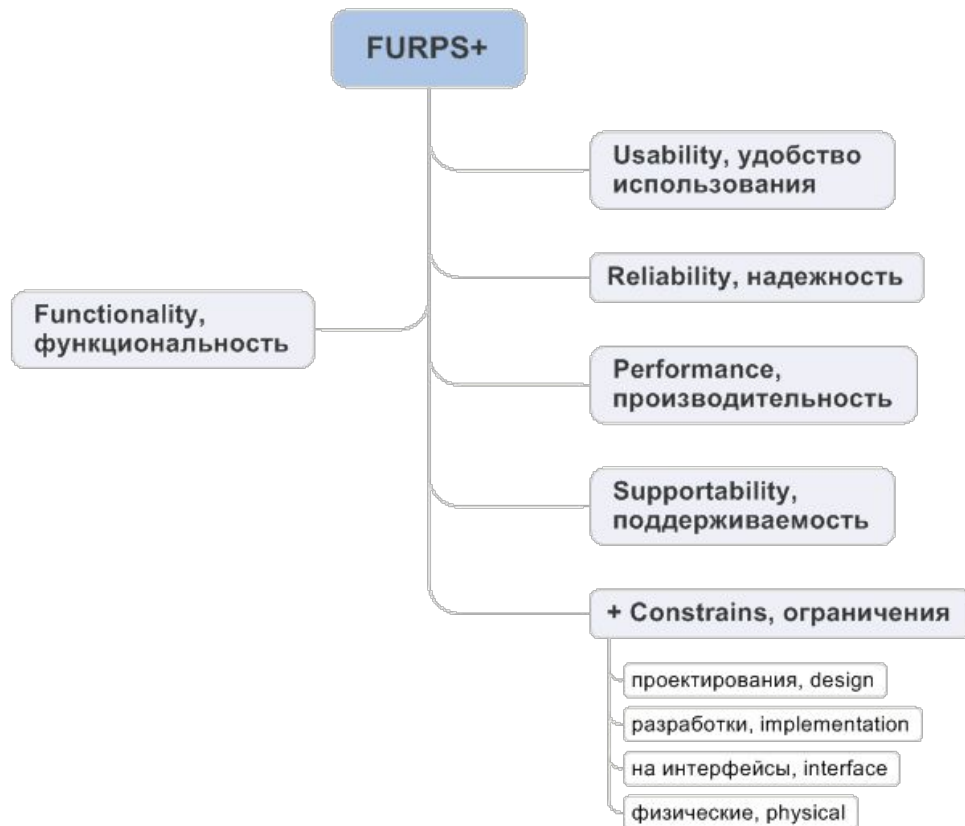 FURPS+
Usability, удобство
использования
Reliability, надежность
Functionality,
функциональность
Performance,
производительность
Supportability,
поддерживаемость
+ Constrains, ограничения
проектирования, design
разработки, implementation
на интерфейсы, interface
физические, physical